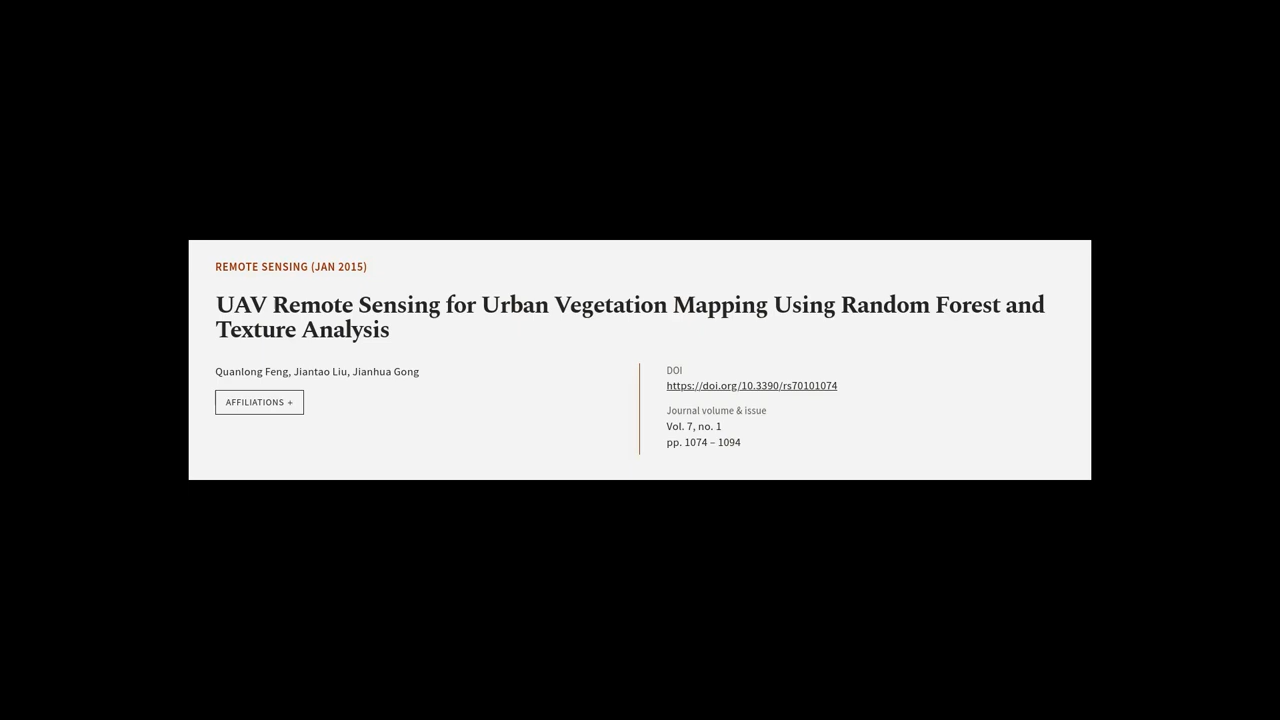 REMOTE SENSING (JAN 2015)
UAV Remote Sensing for Urban Vegetation Mapping Using Random Forest and
Texture Analysis
Quanlong Feng, Jiantao Liu, Jianhua Gong
AFFILIATIONS +
DOI
https://doi.org/10.3390/rs70101074
Journal volume & issue
Vol. 7, no. 1
pp. 1074 – 1094